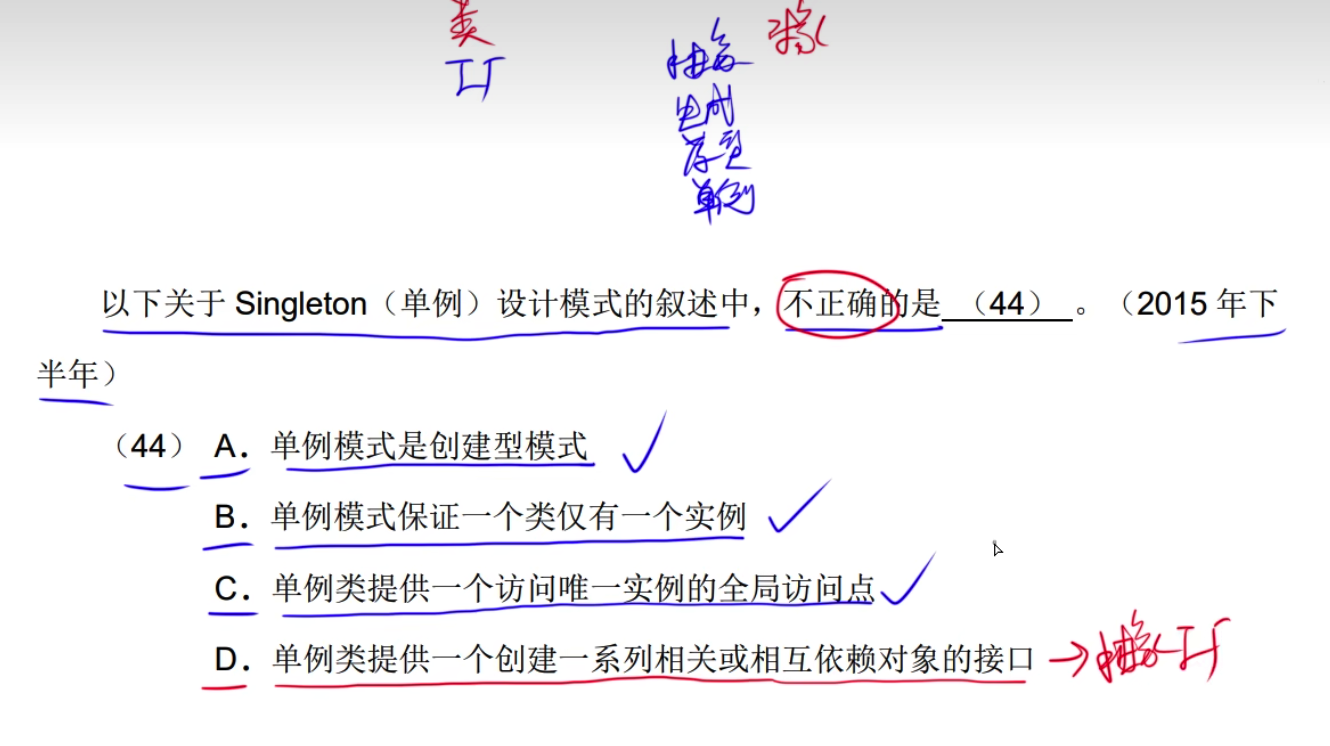 类 对象
工厂 抽象
生成
原型
单例
以下关于 Singleton（单例）设计模式的叙述中，不正确的是 （44） 。（2015 年下
半年）
（44） A．单例模式是创建型模式
B．单例模式保证一个类仅有一个实例
C．单例类提供一个访问唯一实例的全局访问点
D．单例类提供一个创建一系列相关或相互依赖对象的接口 →抽象工厂